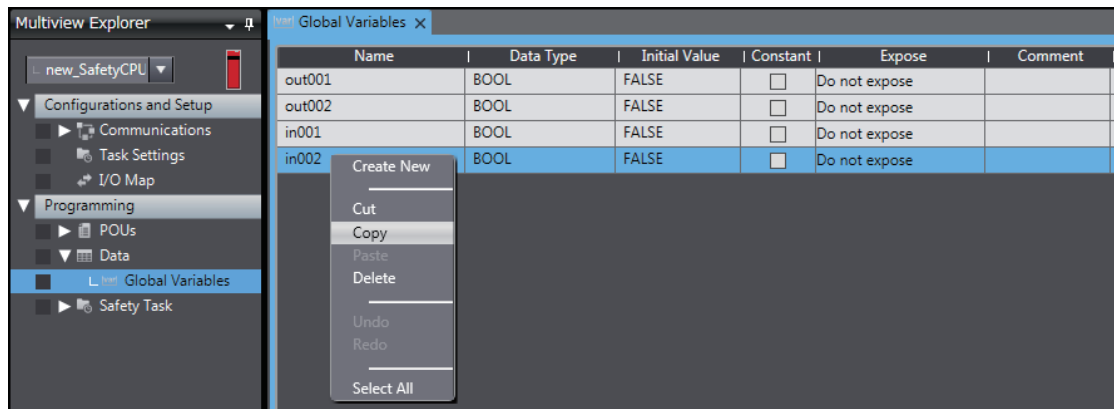 Multiview Explorer
new_SafetyCPU
Configurations and Setup
Communications
Task Settings
I/O Map
Programming
POUs
Data
Global Variables
Safety Task
Global Variables
Name Data Type Initial Value Constant Expose Comment
out001 BOOL FALSE Do not expose
out002 BOOL FALSE Do not expose
in001 BOOL FALSE Do not expose
in002 BOOL FALSE Do not expose
Create New
Cut
Copy
Paste
Delete
Undo
Redo
Select All